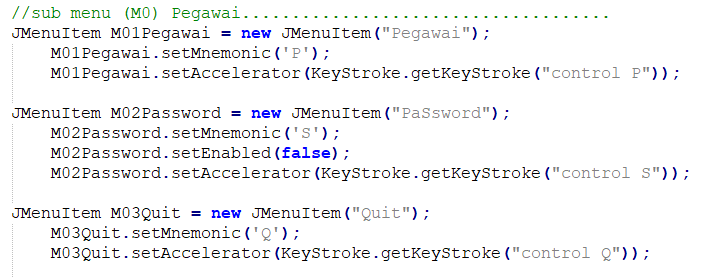 //sub menu (M0) Pegawai.....................................
JMenuItem M01Pegawai = new JMenuItem("Pegawai");
M01Pegawai.setMnemonic('P');
M01Pegawai.setAccelerator(KeyStroke.getKeyStroke("control P"));
JMenuItem M02Password = new JMenuItem("PaSsword");
M02Password.setMnemonic('S');
M02Password.setEnabled(false);
M02Password.setAccelerator(KeyStroke.getKeyStroke("control S"));
JMenuItem M03Quit = new JMenuItem("Quit");
M03Quit.setMnemonic('Q');
M03Quit.setAccelerator(KeyStroke.getKeyStroke("control Q"));